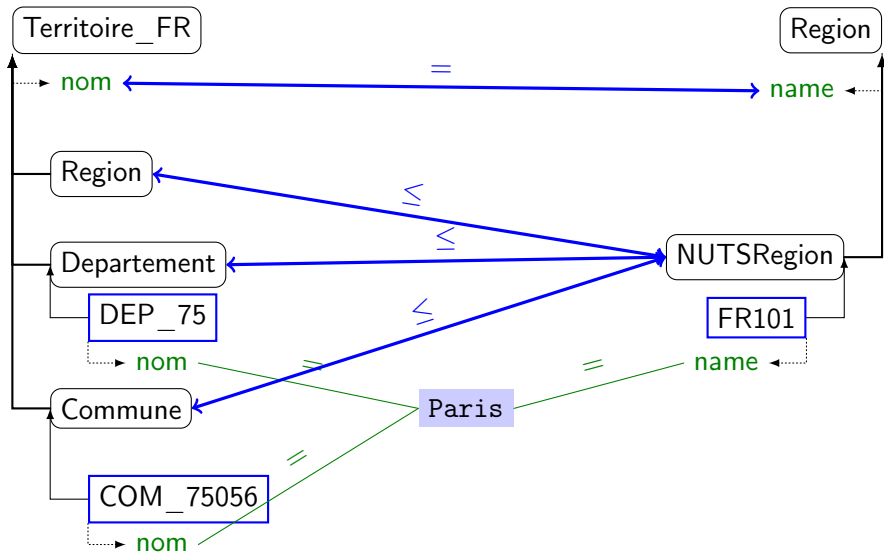 Territoire_FR
Region
nom
=
name
Region
≤
Departement
≤
NUTSRegion
DEP_75
≤
FR101
nom
=
=
name
Commune
Paris
=
COM_75056
nom